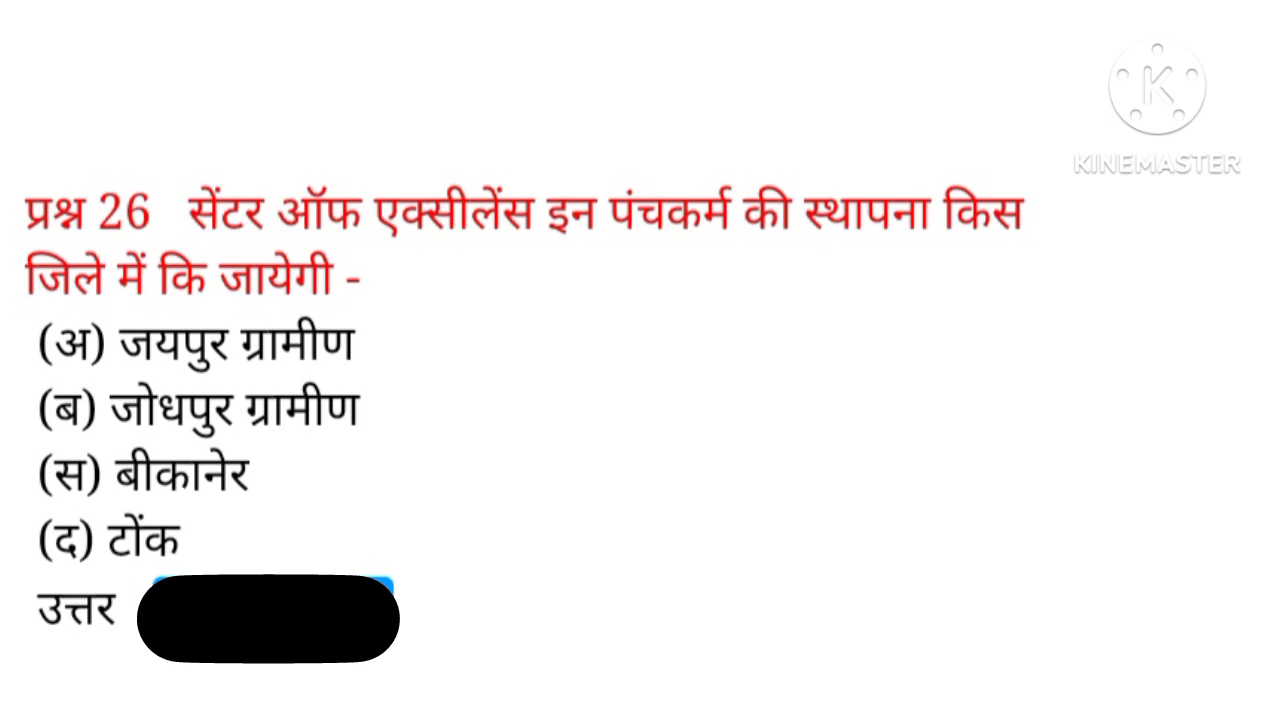 K
KINEMASTER
प्रश्न 26 सेंटर ऑफ एक्सीलेंस इन पंचकर्म की स्थापना किस
जिले में कि जायेगी -
(अ) जयपुर ग्रामीण
(ब) जोधपुर ग्रामीण
(स) बीकानेर
(द) टोंक
उत्तर